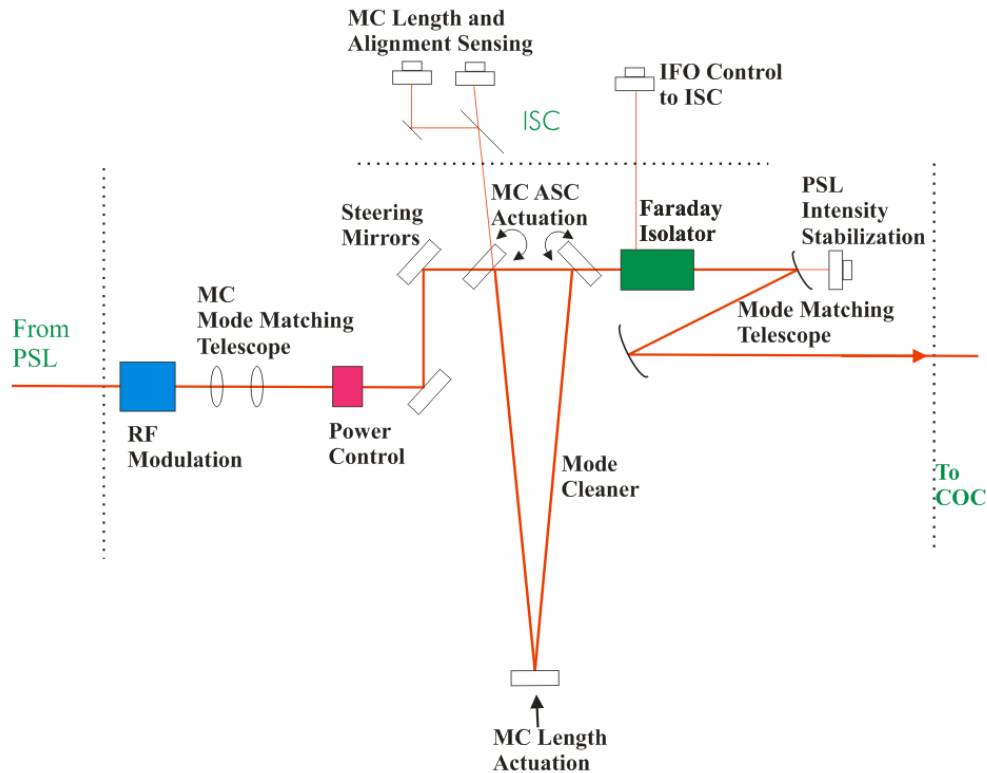 MC Length and
Alignment Sensing
IFO Control
to ISC
ISC
MC ASC
Actuation
Faraday
Isolator
PSL
Intensity
Stabilization
Steering
Mirrors
MC
Mode Matching
Telescope
Mode Matching
Telescope
From
PSL
RF
Modulation
Power
Control
Mode
Cleaner
To
COC
MC Length
Actuation